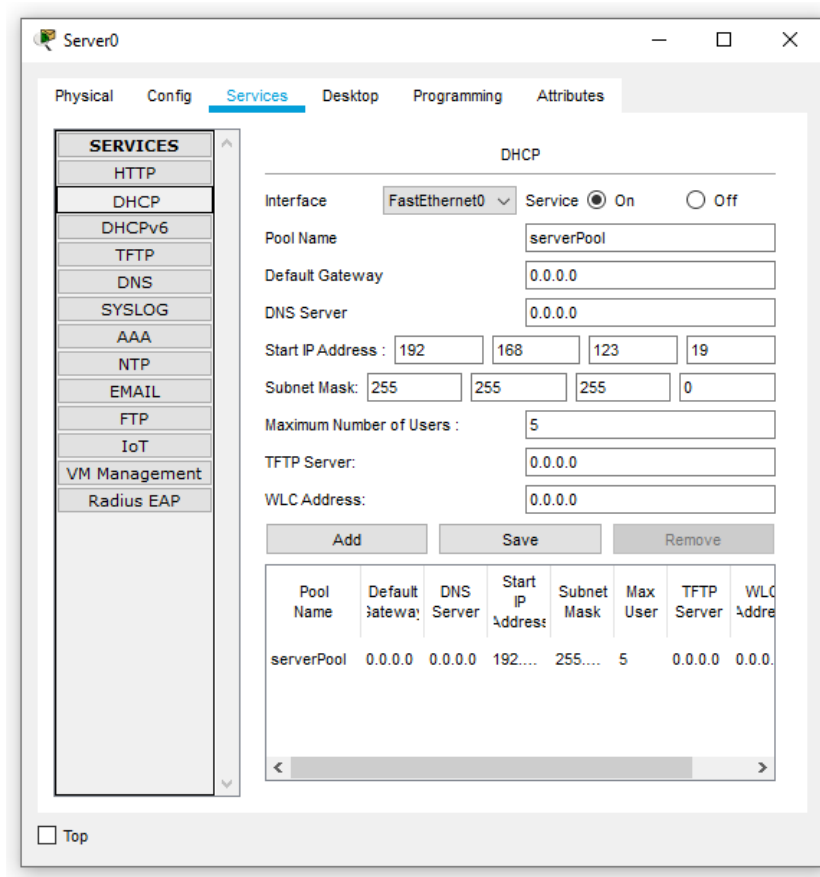 Server0
Physical Config Services Desktop Programming Attributes
SERVICES
HTTP
DHCP
DHCPv6
TFTP
DNS
SYSLOG
AAA
NTP
EMAIL
FTP
IoT
VM Management
Radius EAP
DHCP
Interface FastEthernet0 Service On Off
Pool Name serverPool
Default Gateway 0.0.0.0
DNS Server 0.0.0.0
Start IP Address : 192 168 123 19
Subnet Mask: 255 255 255 0
Maximum Number of Users : 5
TFTP Server: 0.0.0.0
WLC Address: 0.0.0.0
Add Save Remove
Pool Name Default Gateway DNS Server Start IP Address Subnet Mask Max User TFTP Server WLC Addre
serverPool 0.0.0.0 0.0.0.0 192.... 255.... 5 0.0.0.0 0.0.0.
Top